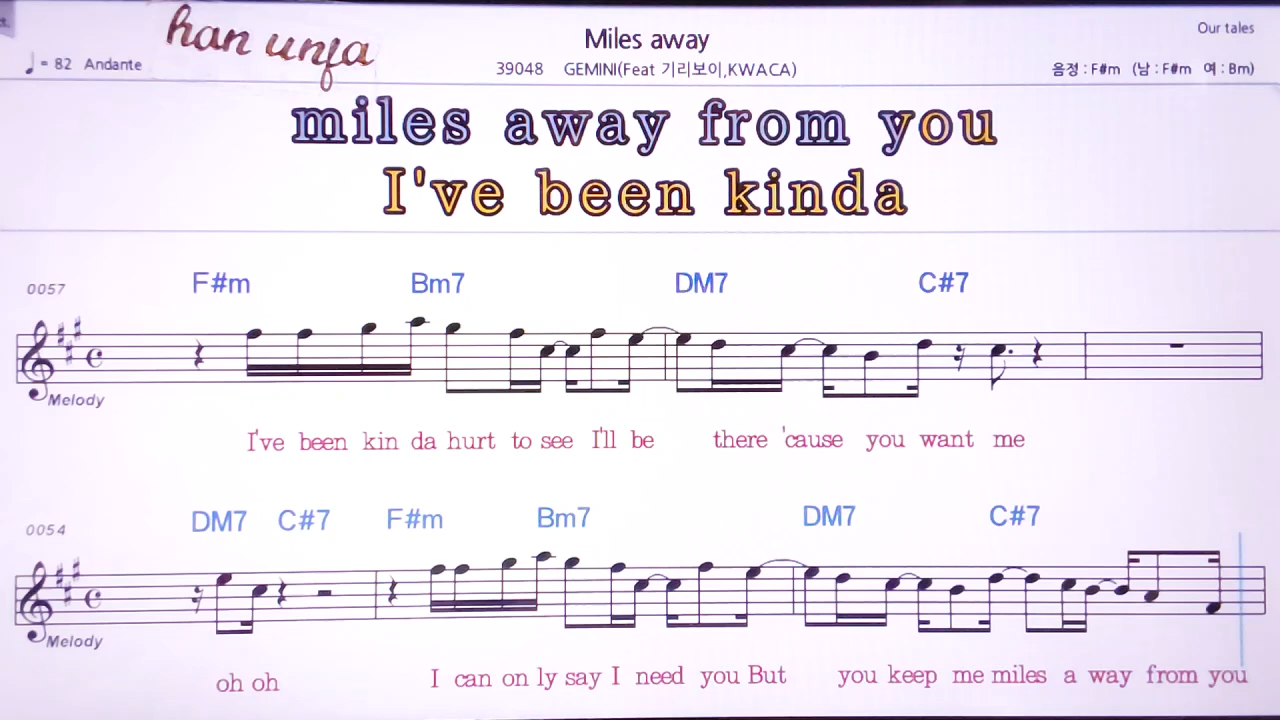 han unfa
Miles away
Our tales
♩ = 82 Andante
39048 GEMINI(Feat 기리보이,KWACA)
음정 : F#m (남 : F#m 여 : Bm)
miles away from you
I've been kinda
F#m Bm7 DM7 C#7
0057
Melody
I've been kin da hurt to see I'll be there 'cause you want me
DM7 C#7 F#m Bm7 DM7 C#7
0054
Melody
oh oh I can on ly say I need you But you keep me miles a way from you